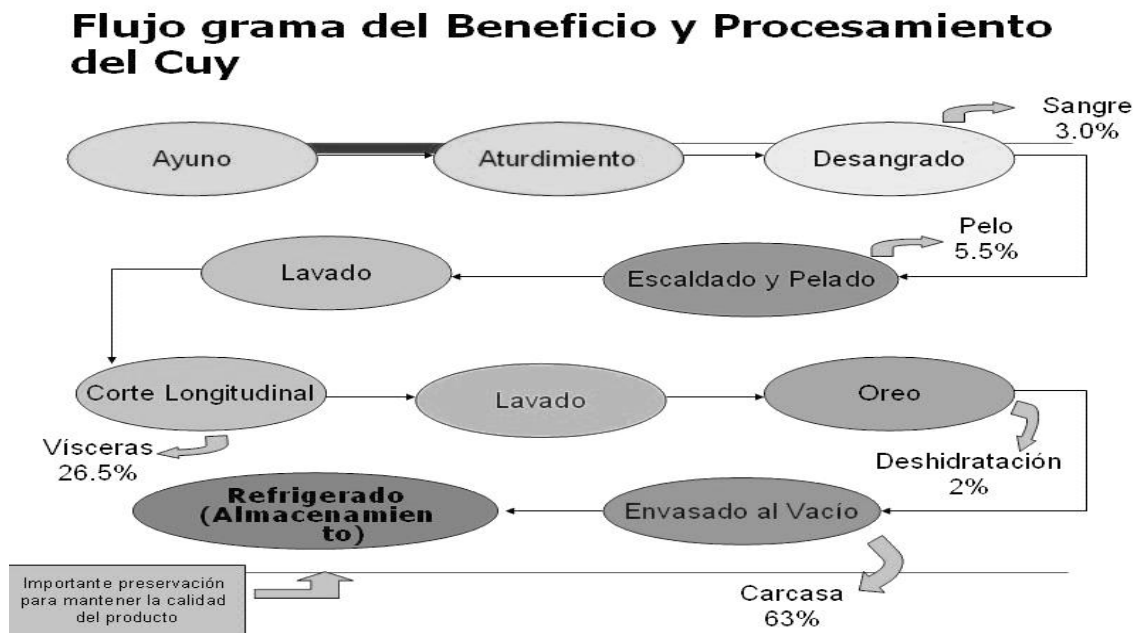 Flujo grama del Beneficio y Procesamiento
del Cuy
Sangre
3.0%
Ayuno
Aturdimiento
Desangrado
Pelo
5.5%
Lavado
Escaldado y Pelado
Corte Longitudinal
Lavado
Oreo
Vísceras
26.5%
Deshidratación
2%
Refrigerado
(Almacenamien
to)
Envasado al Vacío
Importante preservación
para mantener la calidad
del producto
Carcasa
63%